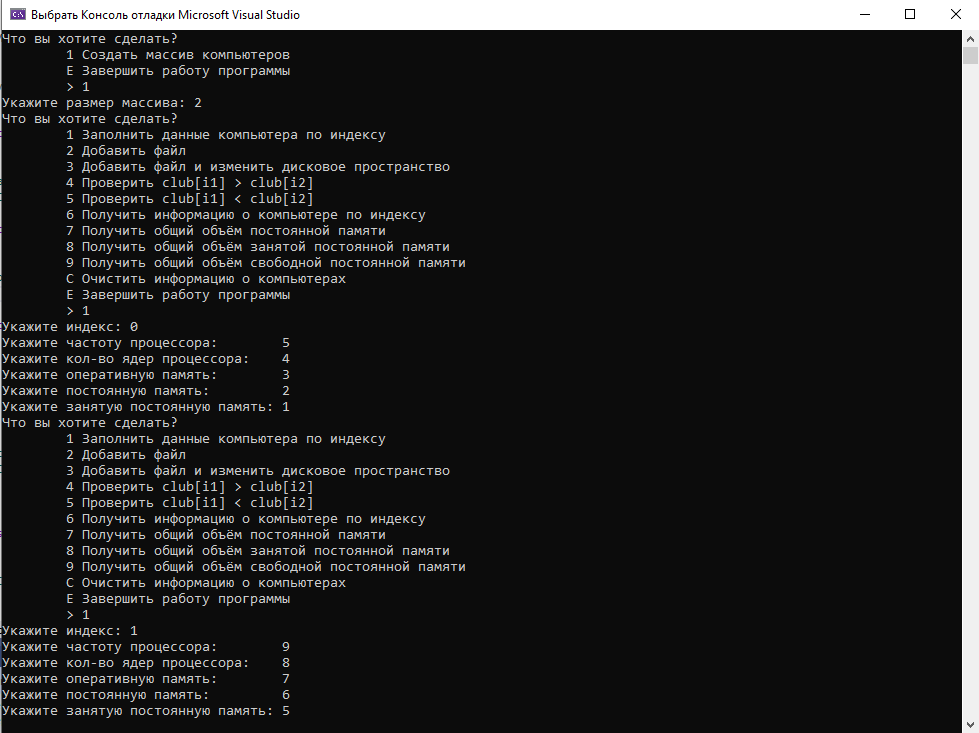 Выбрать Консоль отладки Microsoft Visual Studio
Что вы хотите сделать?
1 Создать массив компьютеров
E Завершить работу программы
> 1
Укажите размер массива: 2
Что вы хотите сделать?
1 Заполнить данные компьютера по индексу
2 Добавить файл
3 Добавить файл и изменить дисковое пространство
4 Проверить club[i1] > club[i2]
5 Проверить club[i1] < club[i2]
6 Получить информацию о компьютере по индексу
7 Получить общий объём постоянной памяти
8 Получить общий объём занятой постоянной памяти
9 Получить общий объём свободной постоянной памяти
C Очистить информацию о компьютерах
E Завершить работу программы
> 1
Укажите индекс: 0
Укажите частоту процессора: 5
Укажите кол-во ядер процессора: 4
Укажите оперативную память: 3
Укажите постоянную память: 2
Укажите занятую постоянную память: 1
Что вы хотите сделать?
1 Заполнить данные компьютера по индексу
2 Добавить файл
3 Добавить файл и изменить дисковое пространство
4 Проверить club[i1] > club[i2]
5 Проверить club[i1] < club[i2]
6 Получить информацию о компьютере по индексу
7 Получить общий объём постоянной памяти
8 Получить общий объём занятой постоянной памяти
9 Получить общий объём свободной постоянной памяти
C Очистить информацию о компьютерах
E Завершить работу программы
> 1
Укажите индекс: 1
Укажите частоту процессора: 9
Укажите кол-во ядер процессора: 8
Укажите оперативную память: 7
Укажите постоянную память: 6
Укажите занятую постоянную память: 5